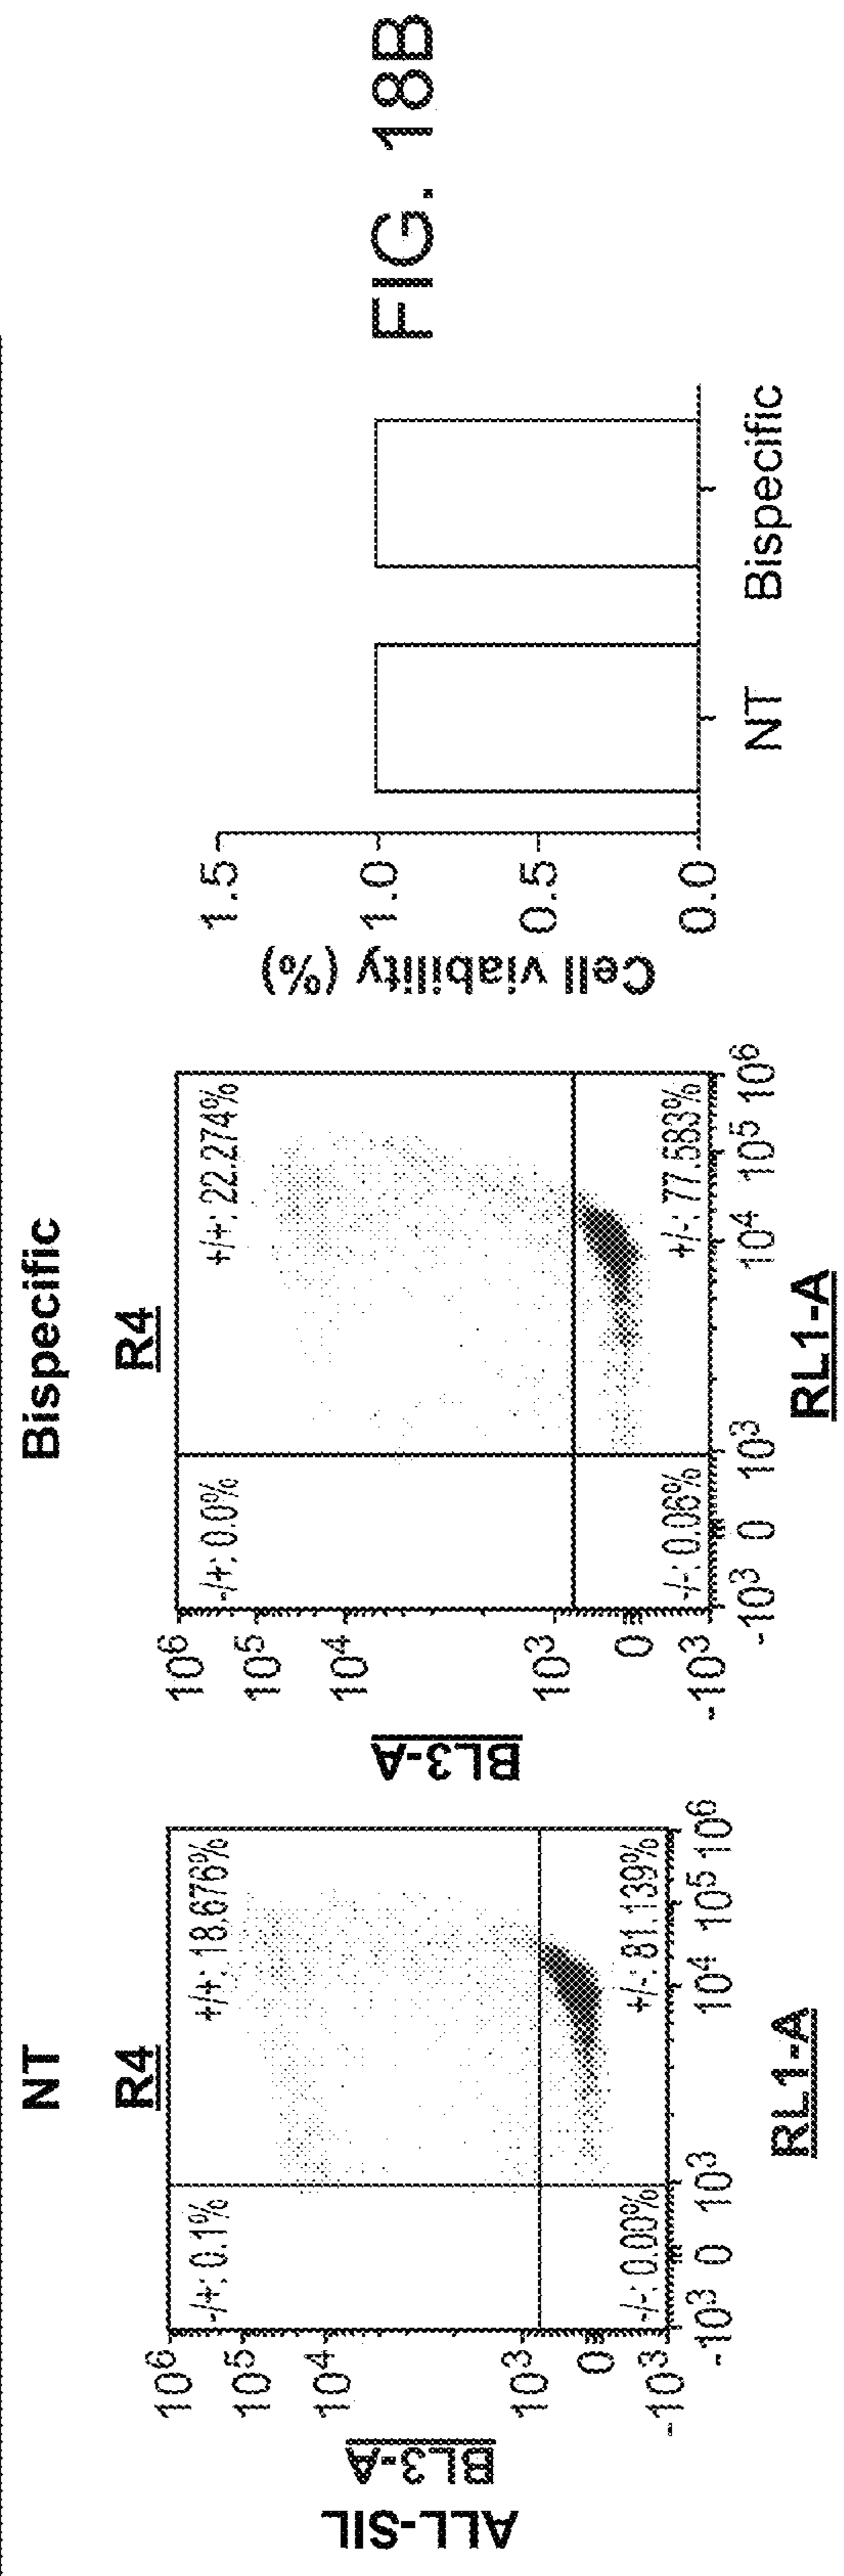 NT
Bispecific
ALL-SIL
R4
BL3-A
10⁶
10⁵
10⁴
10³
0
-10³
-/+: 0.1%
+/+: 18.676%
-/-: 0.00%
+/-: 81.139%
-10³ 0 10³ 10⁴ 10⁵ 10⁶
RL1-A
R4
BL3-A
10⁶
10⁵
10⁴
10³
0
-10³
-/+: 0.0%
+/+: 22.274%
-/-: 0.06%
+/-: 77.583%
-10³ 0 10³ 10⁴ 10⁵ 10⁶
RL1-A
Cell viability (%)
1.5
1.0
0.5
0.0
NT Bispecific
FIG. 18B